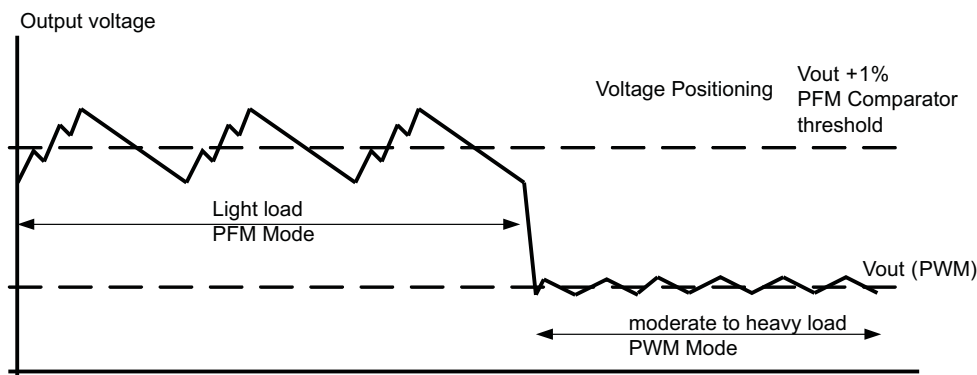 Output voltage
Voltage Positioning
Vout +1%
PFM Comparator
threshold
Light load
PFM Mode
Vout (PWM)
moderate to heavy load
PWM Mode